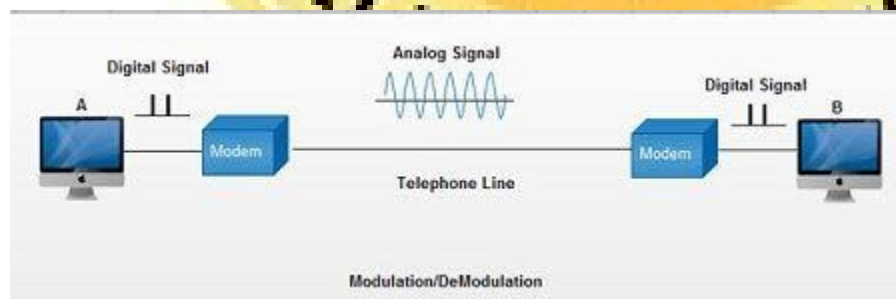 Analog Signal
Digital Signal
Digital Signal
A
B
Modem
Modem
Telephone Line
Modulation/DeModulation